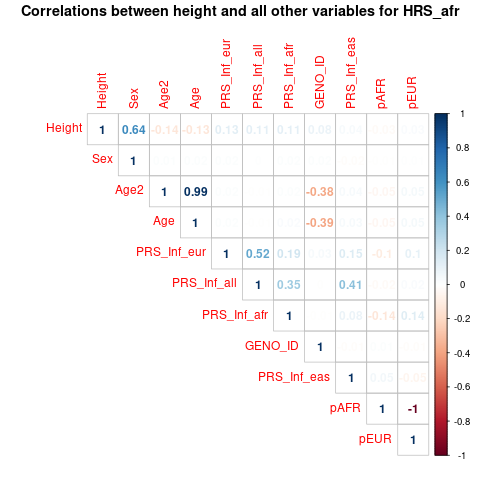 Correlations between height and all other variables for HRS_afr
Height Sex Age2 Age PRS_Inf_eur PRS_Inf_all PRS_Inf_afr GENO_ID PRS_Inf_eas pAFR pEUR
Height 1 0.64 -0.14 -0.13 0.13 0.11 0.11 0.08
Sex 1
Age2 1 0.99 -0.38
Age 1 -0.39
PRS_Inf_eur 1 0.52 0.19 0.15 -0.1 0.1
PRS_Inf_all 1 0.35 0.41
PRS_Inf_afr 1 0.08 -0.14 0.14
GENO_ID 1
PRS_Inf_eas 1
pAFR 1 -1
pEUR 1
1
0.8
0.6
0.4
0.2
0
-0.2
-0.4
-0.6
-0.8
-1